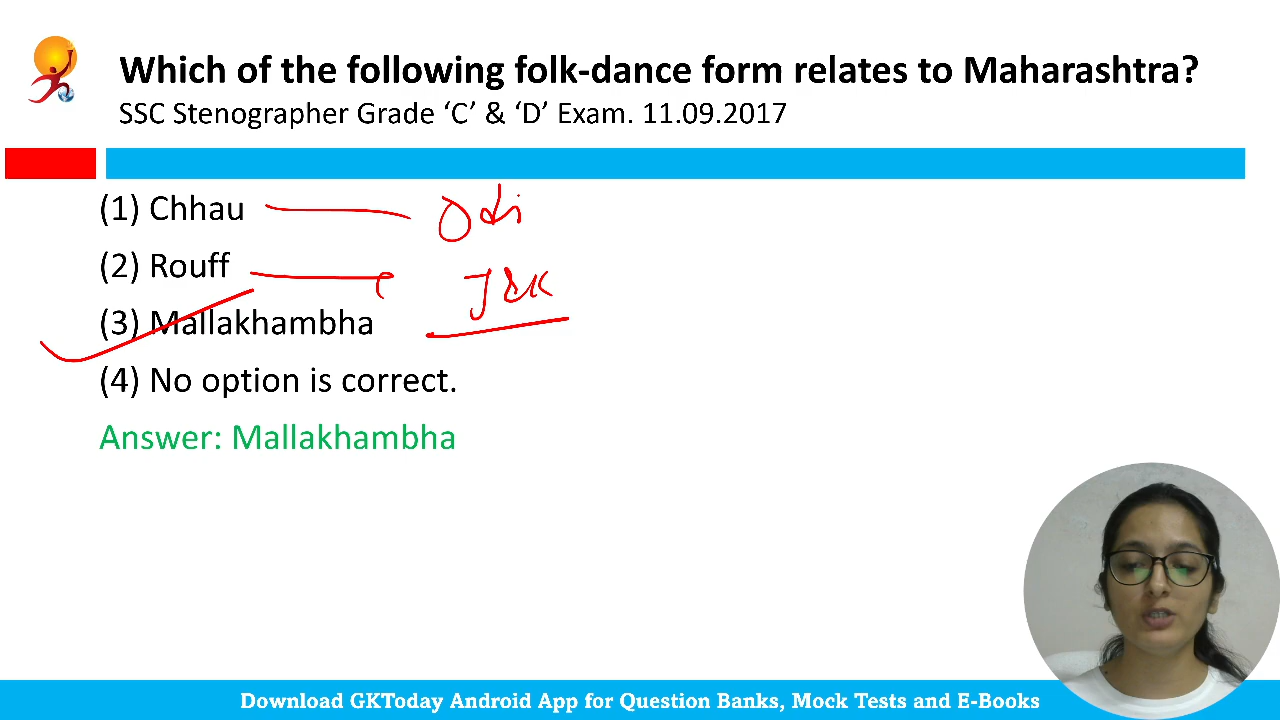 Which of the following folk-dance form relates to Maharashtra?
SSC Stenographer Grade ‘C’ & ‘D’ Exam. 11.09.2017
(1) Chhau Odi
(2) Rouff J&K
(3) Mallakhambha
(4) No option is correct.
Answer: Mallakhambha
Download GKToday Android App for Question Banks, Mock Tests and E-Books